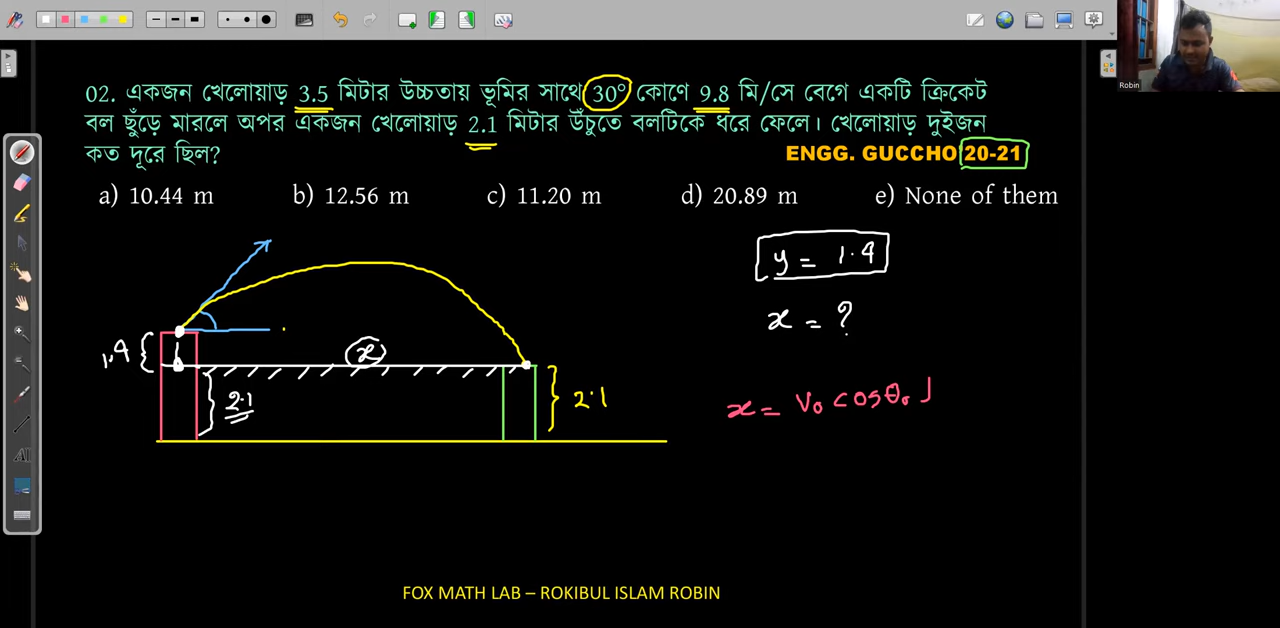 02. একজন খেলোয়াড় 3.5 মিটার উচ্চতায় ভূমির সাথে 30° কোণে 9.8 মি/সে বেগে একটি ক্রিকেট
বল ছুঁড়ে মারলে অপর একজন খেলোয়াড় 2.1 মিটার উঁচুতে বলটিকে ধরে ফেলে। খেলোয়াড় দুইজন
কত দূরে ছিল?
ENGG. GUCCHO 20-21
a) 10.44 m b) 12.56 m c) 11.20 m d) 20.89 m e) None of them
y = 1.4
x = ?
1.4
x
2.1
2.1
x = v₀ cosθ₀
FOX MATH LAB – ROKIBUL ISLAM ROBIN
Robin